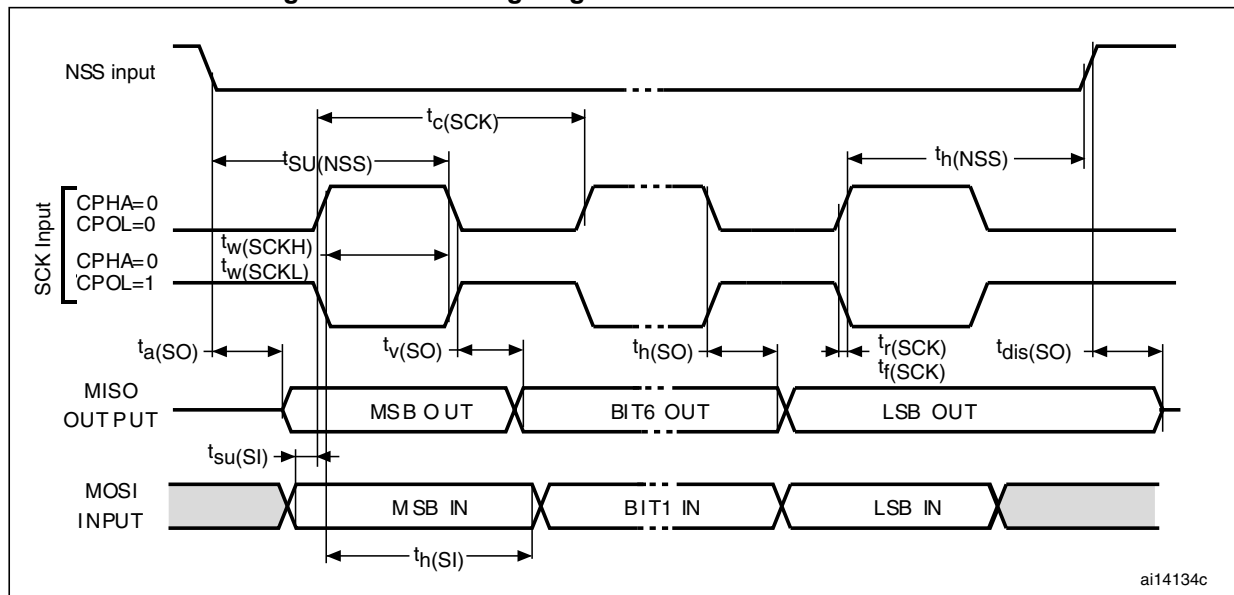 NSS input
tc(SCK)
tSU(NSS)
th(NSS)
SCK Input
CPHA=0
CPOL=0
tw(SCKH)
CPHA=0
tw(SCKL)
CPOL=1
ta(SO)
tv(SO)
th(SO)
tr(SCK)
tf(SCK)
tdis(SO)
MISO
OUTPUT
MSB OUT
BIT6 OUT
LSB OUT
tsu(SI)
MOSI
INPUT
MSB IN
BIT1 IN
LSB IN
th(SI)
ai14134c